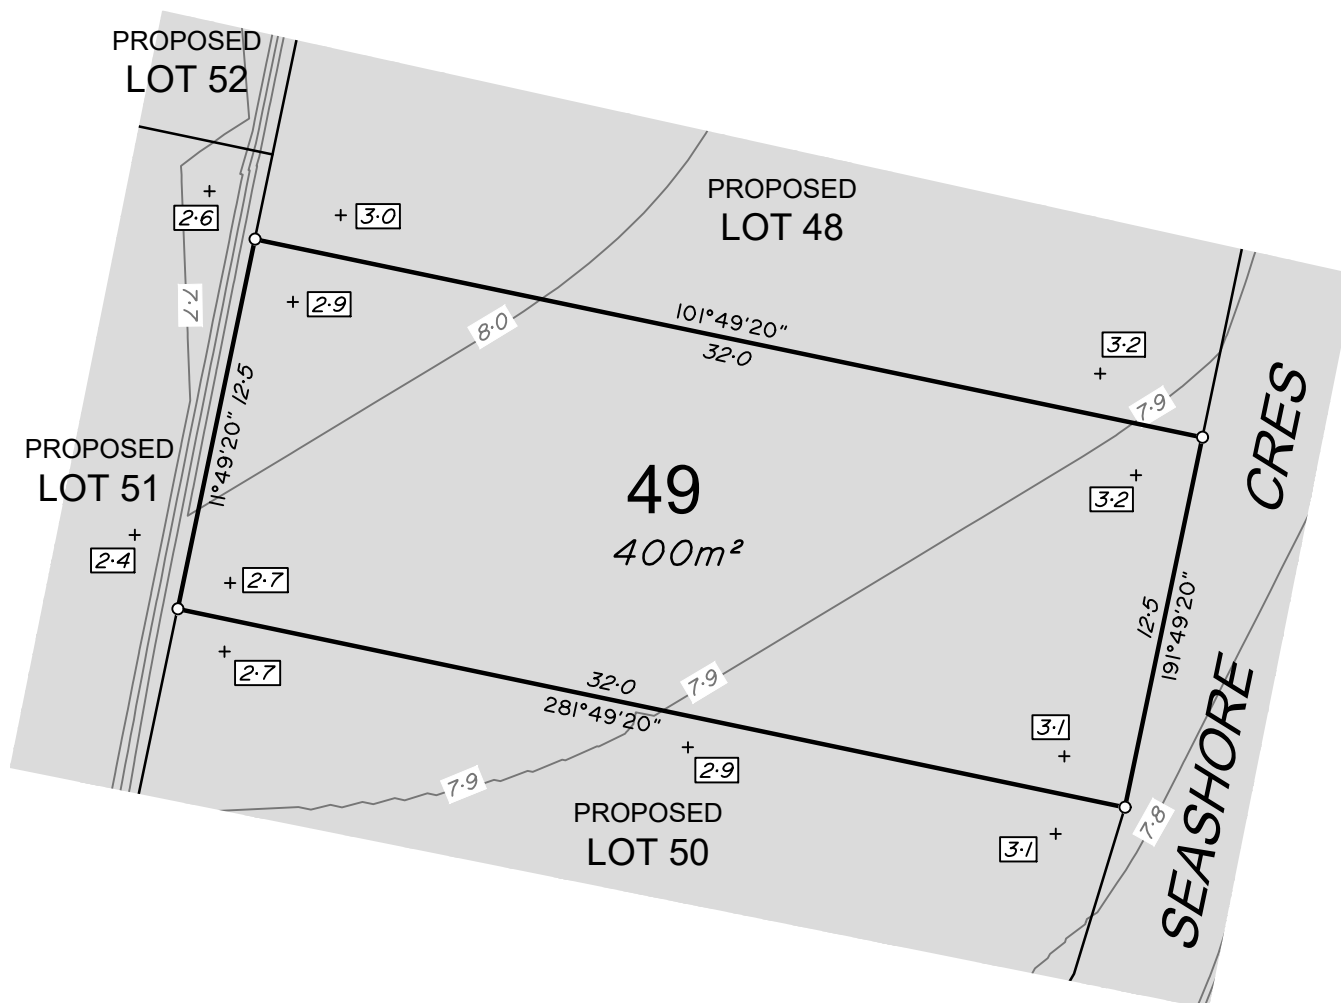 PROPOSED
LOT 52
PROPOSED
LOT 48
2·6
3·0
2·9
7·7
8·0
101°49'20"
32·0
3·2
7·9
CRES
11°49'20" 12·5
PROPOSED
LOT 51
49
400m²
3·2
2·4
2·7
2·7
12·5
191°49'20"
32·0
281°49'20"
7·9
3·1
2·9
7·9
PROPOSED
LOT 50
3·1
7·8
SEASHORE